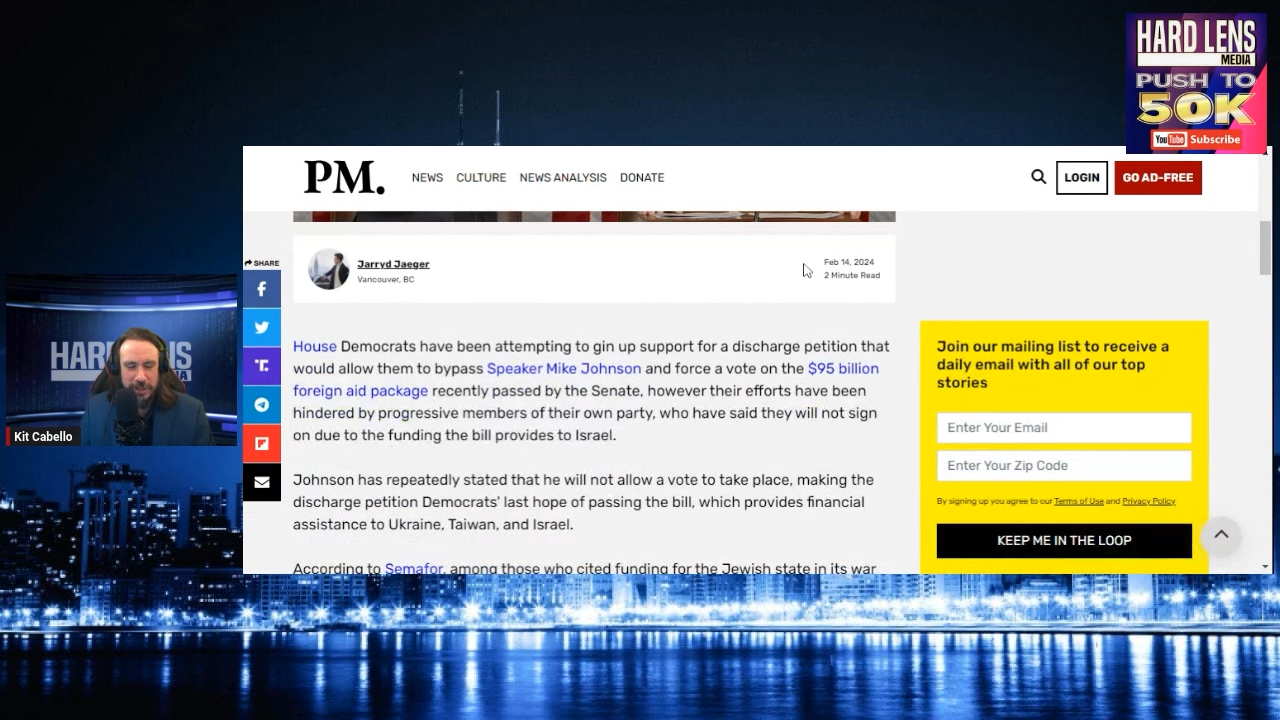 HARD LENS
MEDIA
PUSH TO
50K
YouTube Subscribe
PM.
NEWS CULTURE NEWS ANALYSIS DONATE
LOGIN
GO AD-FREE
SHARE
Jarryd Jaeger
Vancouver, BC
Feb 14, 2024
2 Minute Read
House Democrats have been attempting to gin up support for a discharge petition that
would allow them to bypass Speaker Mike Johnson and force a vote on the $95 billion
foreign aid package recently passed by the Senate, however their efforts have been
hindered by progressive members of their own party, who have said they will not sign
on due to the funding the bill provides to Israel.
Johnson has repeatedly stated that he will not allow a vote to take place, making the
discharge petition Democrats' last hope of passing the bill, which provides financial
assistance to Ukraine, Taiwan, and Israel.
According to Semafor, among those who cited funding for the Jewish state in its war
Join our mailing list to receive a
daily email with all of our top
stories
Enter Your Email
Enter Your Zip Code
By signing up you agree to our Terms of Use and Privacy Policy
KEEP ME IN THE LOOP
Kit Cabello